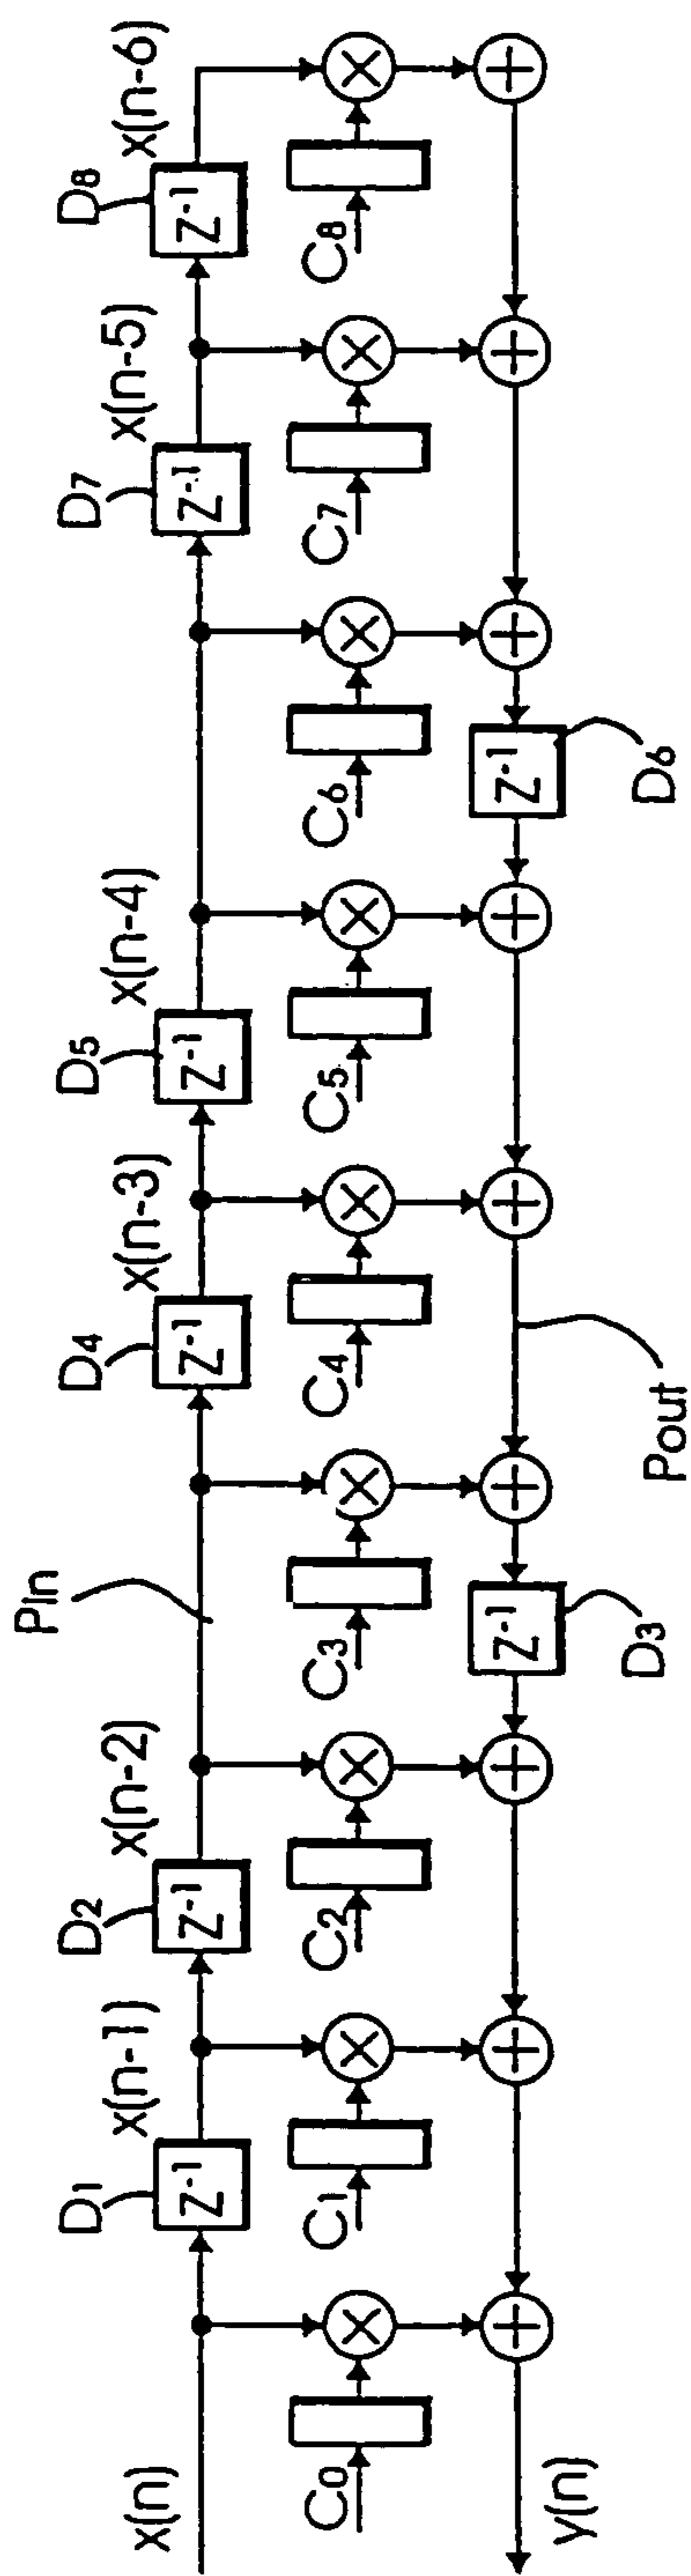 x(n)
D1
Z-1
x(n-1)
D2
Z-1
x(n-2)
Pin
D4
Z-1
x(n-3)
D5
Z-1
x(n-4)
D7
Z-1
x(n-5)
D8
Z-1
x(n-6)
C0
C1
C2
C3
C4
C5
C6
C7
C8
y(n)
Z-1
D3
Pout
Z-1
D6